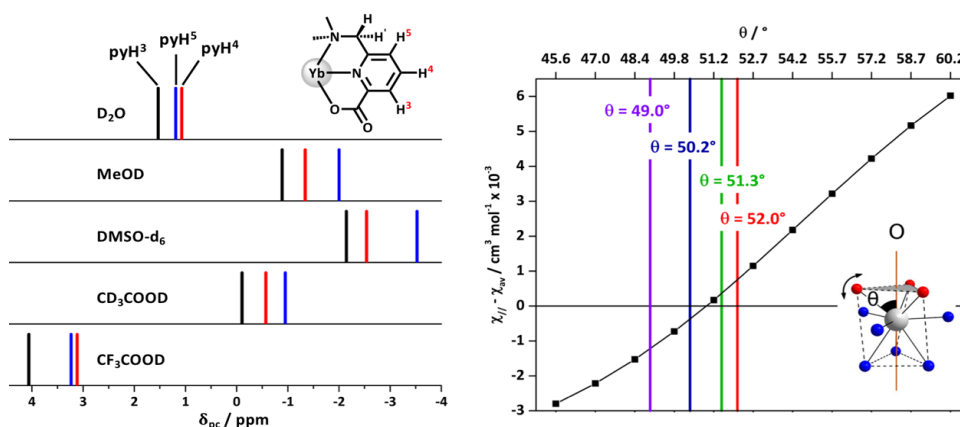 pyH³
pyH⁵
pyH⁴
D₂O
MeOD
DMSO-d₆
CD₃COOD
CF₃COOD
4 3 2 1 0 -1 -2 -3 -4
δpc / ppm
H
N
C
H'
H⁵
Yb
N
H⁴
O
H³
O
θ / °
45.6 47.0 48.4 49.8 51.2 52.7 54.2 55.7 57.2 58.7 60.2
6
5
4
3
2
1
0
-1
-2
-3
χ// - χav / cm³ mol⁻¹ x 10⁻³
θ = 49.0°
θ = 50.2°
θ = 51.3°
θ = 52.0°
O
θ